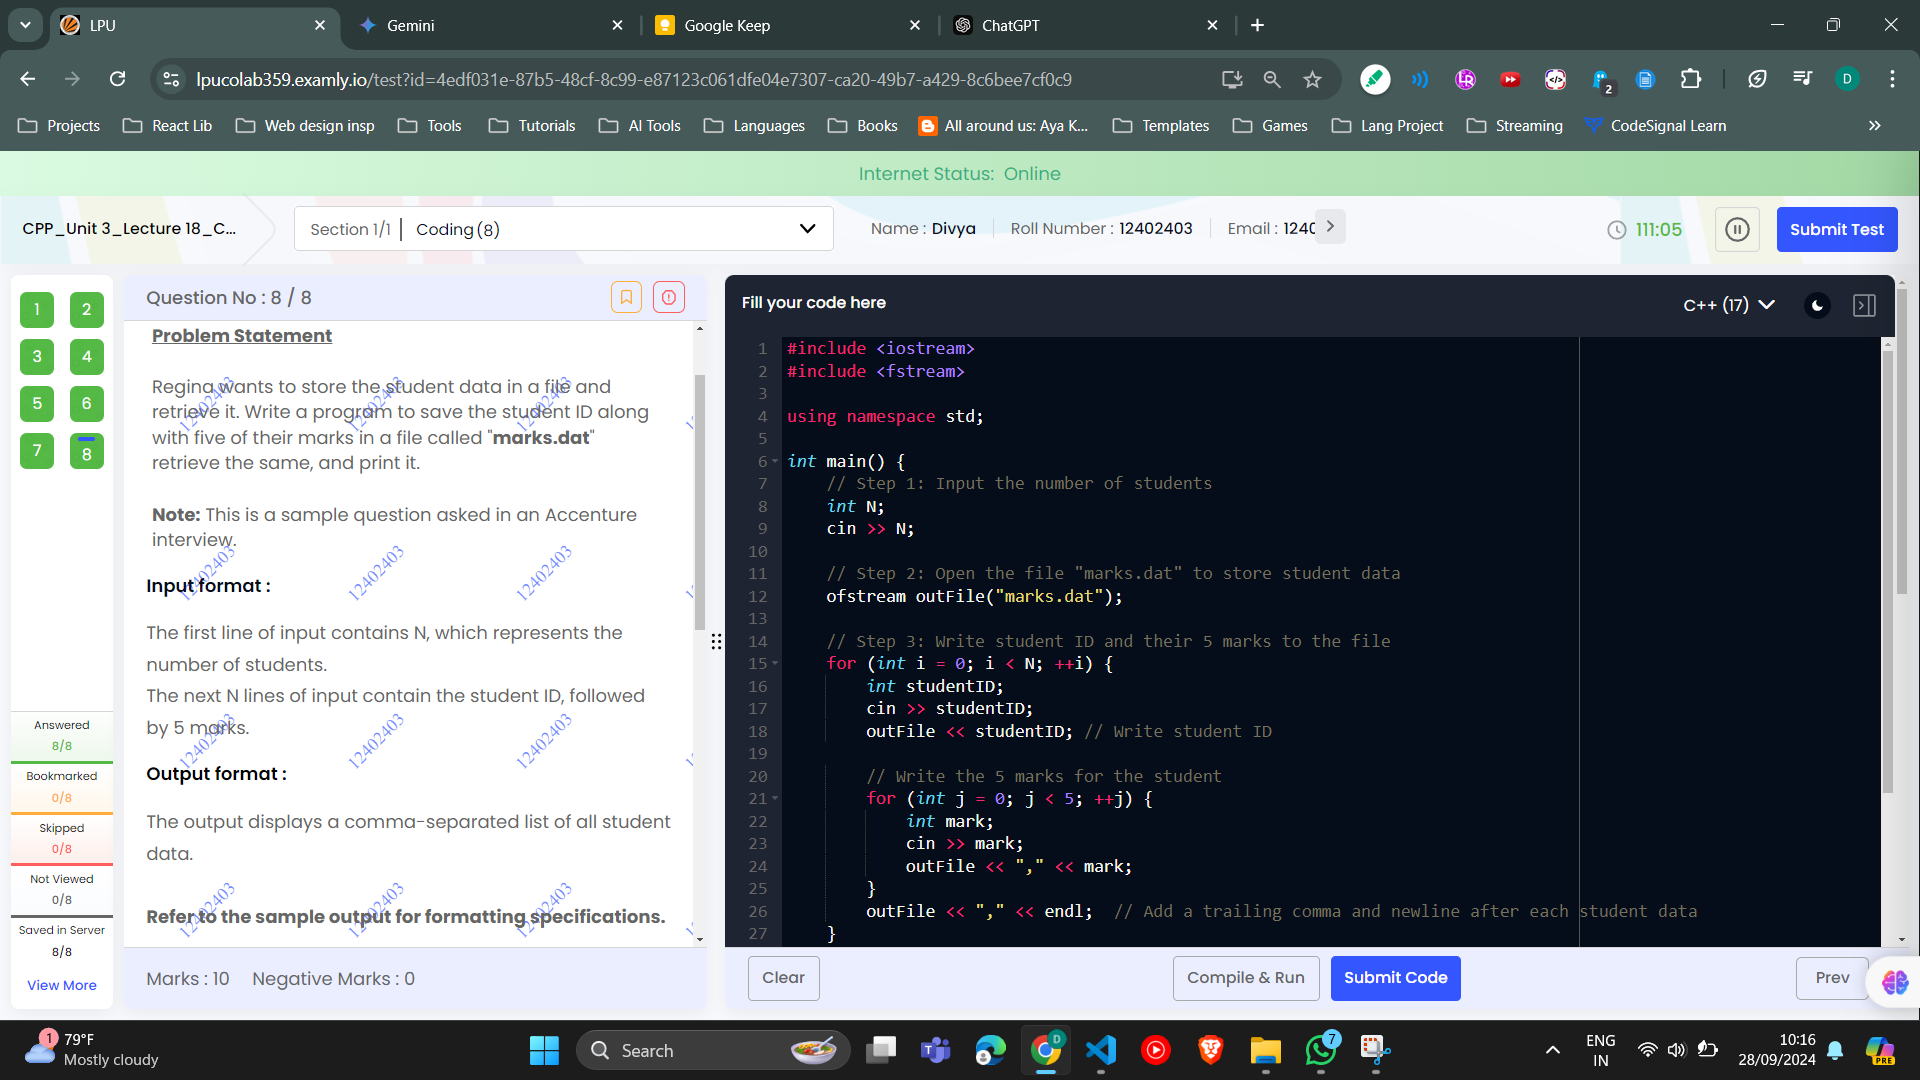 LPU
Gemini
Google Keep
ChatGPT
lpucolab359.examly.io/test?id=4edf031e-87b5-48cf-8c99-e87123c061dfe04e7307-ca20-49b7-a429-8c6bee7cf0c9
2
D
Projects
React Lib
Web design insp
Tools
Tutorials
AI Tools
Languages
Books
All around us: Aya K...
Templates
Games
Lang Project
Streaming
CodeSignal Learn
Internet Status: Online
CPP_Unit 3_Lecture 18_C...
Section 1/1 | Coding (8)
Name : Divya
Roll Number : 12402403
Email : 1240
111:05
Submit Test
1 2
3 4
5 6
7 8
Answered
8/8
Bookmarked
0/8
Skipped
0/8
Not Viewed
0/8
Saved in Server
8/8
View More
Question No : 8 / 8
Problem Statement
Regina wants to store the student data in a file and
retrieve it. Write a program to save the student ID along
with five of their marks in a file called "marks.dat"
retrieve the same, and print it.
Note: This is a sample question asked in an Accenture
interview.
Input format :
The first line of input contains N, which represents the
number of students.
The next N lines of input contain the student ID, followed
by 5 marks.
Output format :
The output displays a comma-separated list of all student
data.
Refer to the sample output for formatting specifications.
12402403 12402403
12402403 12402403 12402403
12402403 12402403 12402403
12402403 12402403 12402403
Marks : 10 Negative Marks : 0
Fill your code here
C++ (17)
1 #include <iostream>
2 #include <fstream>
3
4 using namespace std;
5
6 int main() {
7 // Step 1: Input the number of students
8 int N;
9 cin >> N;
10
11 // Step 2: Open the file "marks.dat" to store student data
12 ofstream outFile("marks.dat");
13
14 // Step 3: Write student ID and their 5 marks to the file
15 for (int i = 0; i < N; ++i) {
16 int studentID;
17 cin >> studentID;
18 outFile << studentID; // Write student ID
19
20 // Write the 5 marks for the student
21 for (int j = 0; j < 5; ++j) {
22 int mark;
23 cin >> mark;
24 outFile << "," << mark;
25 }
26 outFile << "," << endl; // Add a trailing comma and newline after each student data
27 }
Clear
Compile & Run
Submit Code
Prev
1
79°F
Mostly cloudy
Search
D
7
ENG
IN
10:16
28/09/2024
PRE